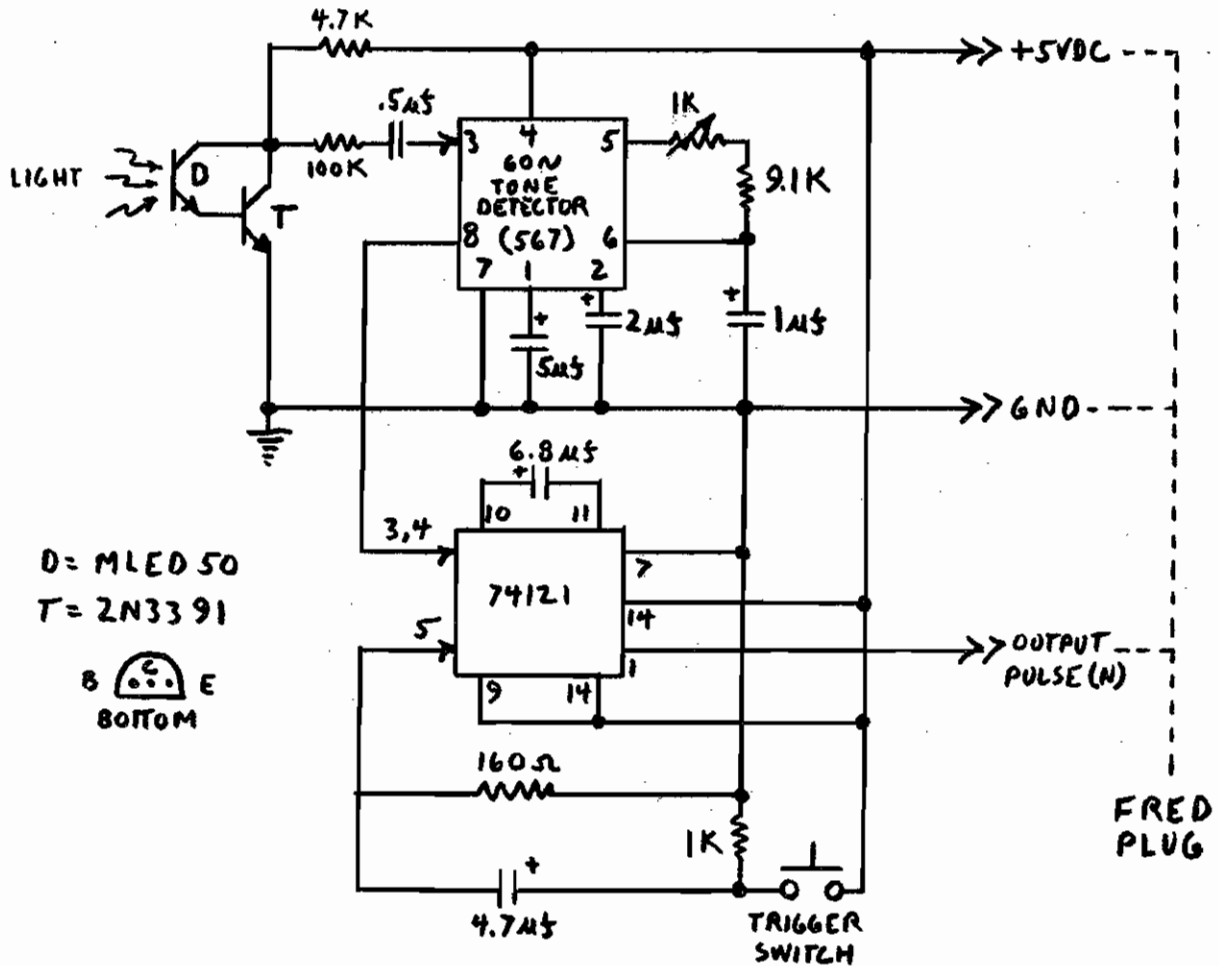 4.7K
+5VDC
.5µf
1K
3
4
5
60N
TONE
DETECTOR
(567)
LIGHT
D
100K
9.1K
T
8
6
7
1
2
+
+
+
2µf
1µf
5µf
GND
6.8µf
+
10
11
3,4
7
D= MLED 50
T= 2N3391
74121
14
5
1
OUTPUT
PULSE(N)
B
C
E
BOTTOM
9
14
160Ω
1K
FRED
PLUG
+
4.7µf
TRIGGER
SWITCH